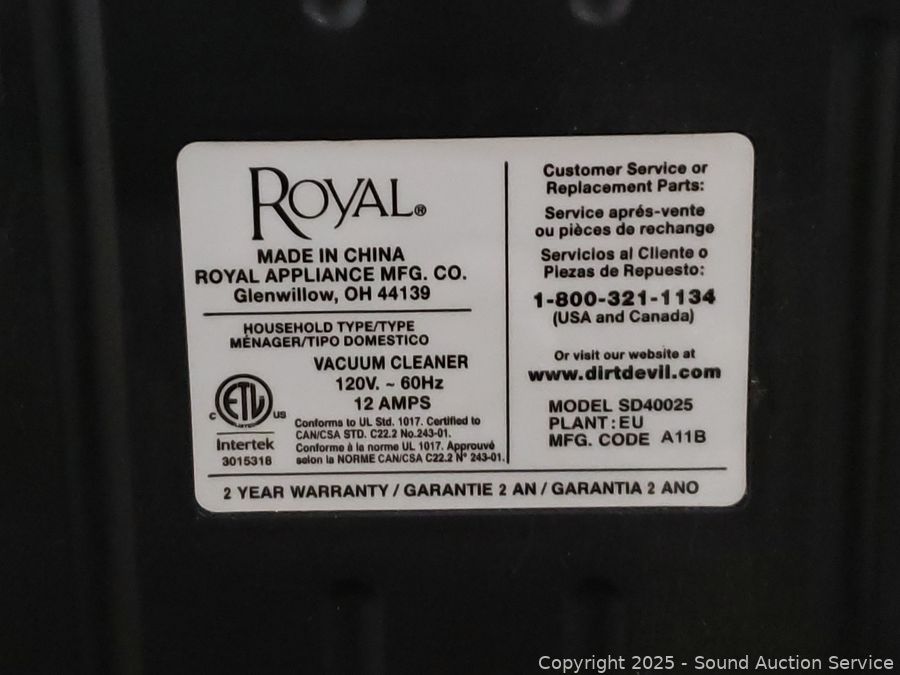 ROYAL®
MADE IN CHINA
ROYAL APPLIANCE MFG. CO.
Glenwillow, OH 44139
HOUSEHOLD TYPE/TYPE
MÉNAGER/TIPO DOMESTICO
VACUUM CLEANER
120V. ~ 60Hz
12 AMPS
C ETL US
Intertek
3015318
Conforms to UL Std. 1017. Certified to
CAN/CSA STD. C22.2 No.243-01.
Conforme à la norme UL 1017. Approuvé
selon la NORME CAN/CSA C22.2 N° 243-01.
Customer Service or
Replacement Parts:
Service aprés-vente
ou pièces de rechange
Servicios al Cliente o
Piezas de Repuesto:
1-800-321-1134
(USA and Canada)
Or visit our website at
www.dirtdevil.com
MODEL SD40025
PLANT: EU
MFG. CODE A11B
2 YEAR WARRANTY / GARANTIE 2 AN / GARANTIA 2 ANO
Copyright 2025 - Sound Auction Service